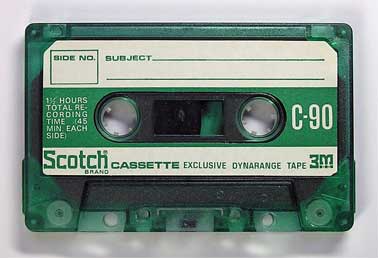 SIDE NO. SUBJECT
1½ HOURS
TOTAL RE-
CORDING
TIME (45
MIN. EACH
SIDE)
C-90
Scotch BRAND CASSETTE EXCLUSIVE DYNARANGE TAPE 3M